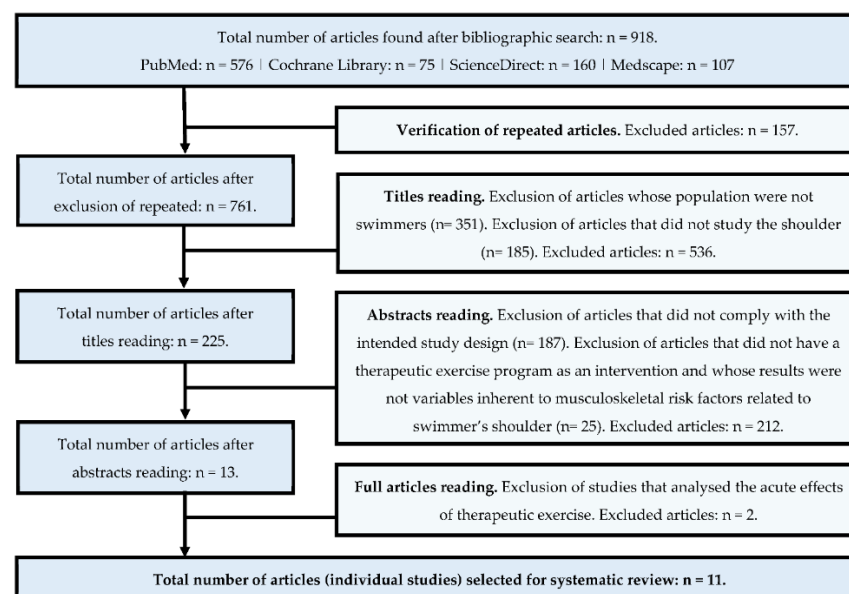 Total number of articles found after bibliographic search: n = 918.
PubMed: n = 576 | Cochrane Library: n = 75 | ScienceDirect: n = 160 | Medscape: n = 107
Verification of repeated articles. Excluded articles: n = 157.
Total number of articles after
exclusion of repeated: n = 761.
Titles reading. Exclusion of articles whose population were not
swimmers (n= 351). Exclusion of articles that did not study the shoulder
(n= 185). Excluded articles: n = 536.
Total number of articles after
titles reading: n = 225.
Abstracts reading. Exclusion of articles that did not comply with the
intended study design (n= 187). Exclusion of articles that did not have a
therapeutic exercise program as an intervention and whose results were
not variables inherent to musculoskeletal risk factors related to
swimmer's shoulder (n= 25). Excluded articles: n = 212.
Total number of articles after
abstracts reading: n = 13.
Full articles reading. Exclusion of studies that analysed the acute effects
of therapeutic exercise. Excluded articles: n = 2.
Total number of articles (individual studies) selected for systematic review: n = 11.